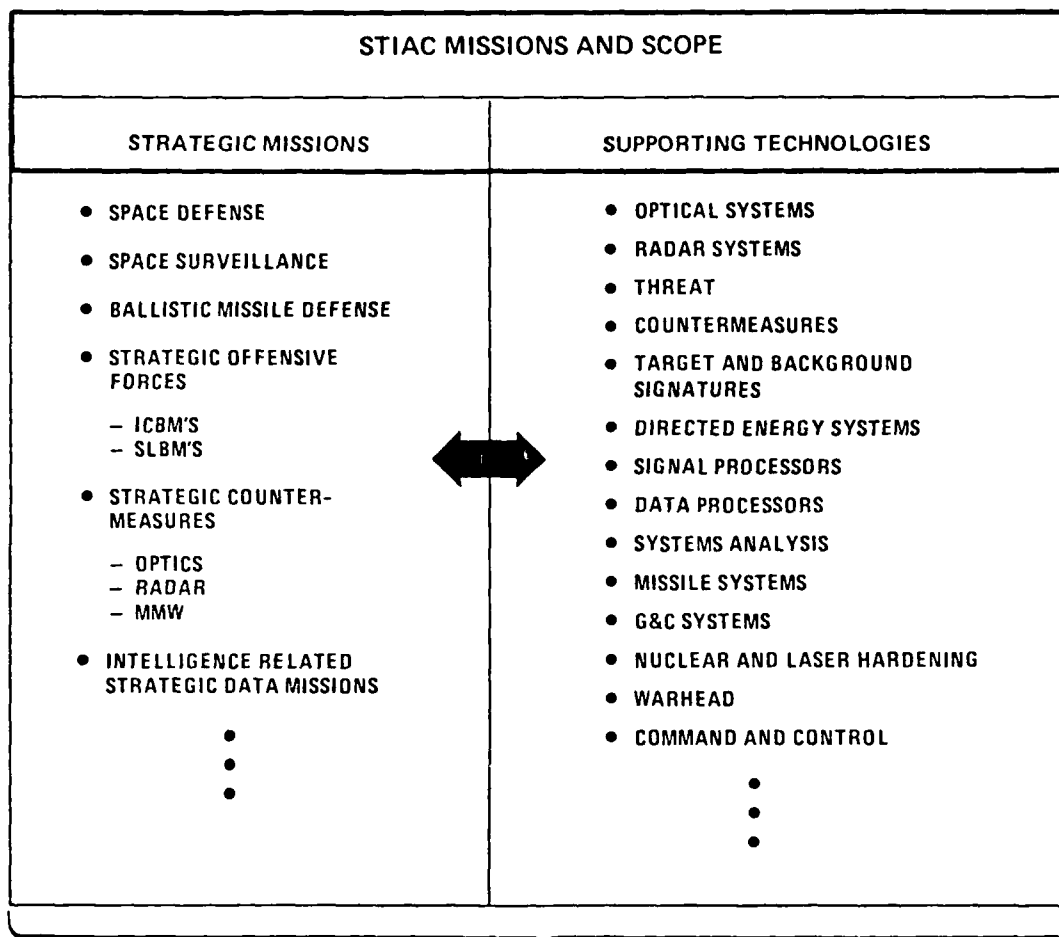 STIAC MISSIONS AND SCOPE
STRATEGIC MISSIONS
• SPACE DEFENSE
• SPACE SURVEILLANCE
• BALLISTIC MISSILE DEFENSE
• STRATEGIC OFFENSIVE
FORCES
– ICBM'S
– SLBM'S
• STRATEGIC COUNTER-
MEASURES
– OPTICS
– RADAR
– MMW
• INTELLIGENCE RELATED
STRATEGIC DATA MISSIONS
•
•
•
SUPPORTING TECHNOLOGIES
• OPTICAL SYSTEMS
• RADAR SYSTEMS
• THREAT
• COUNTERMEASURES
• TARGET AND BACKGROUND
SIGNATURES
• DIRECTED ENERGY SYSTEMS
• SIGNAL PROCESSORS
• DATA PROCESSORS
• SYSTEMS ANALYSIS
• MISSILE SYSTEMS
• G&C SYSTEMS
• NUCLEAR AND LASER HARDENING
• WARHEAD
• COMMAND AND CONTROL
•
•
•